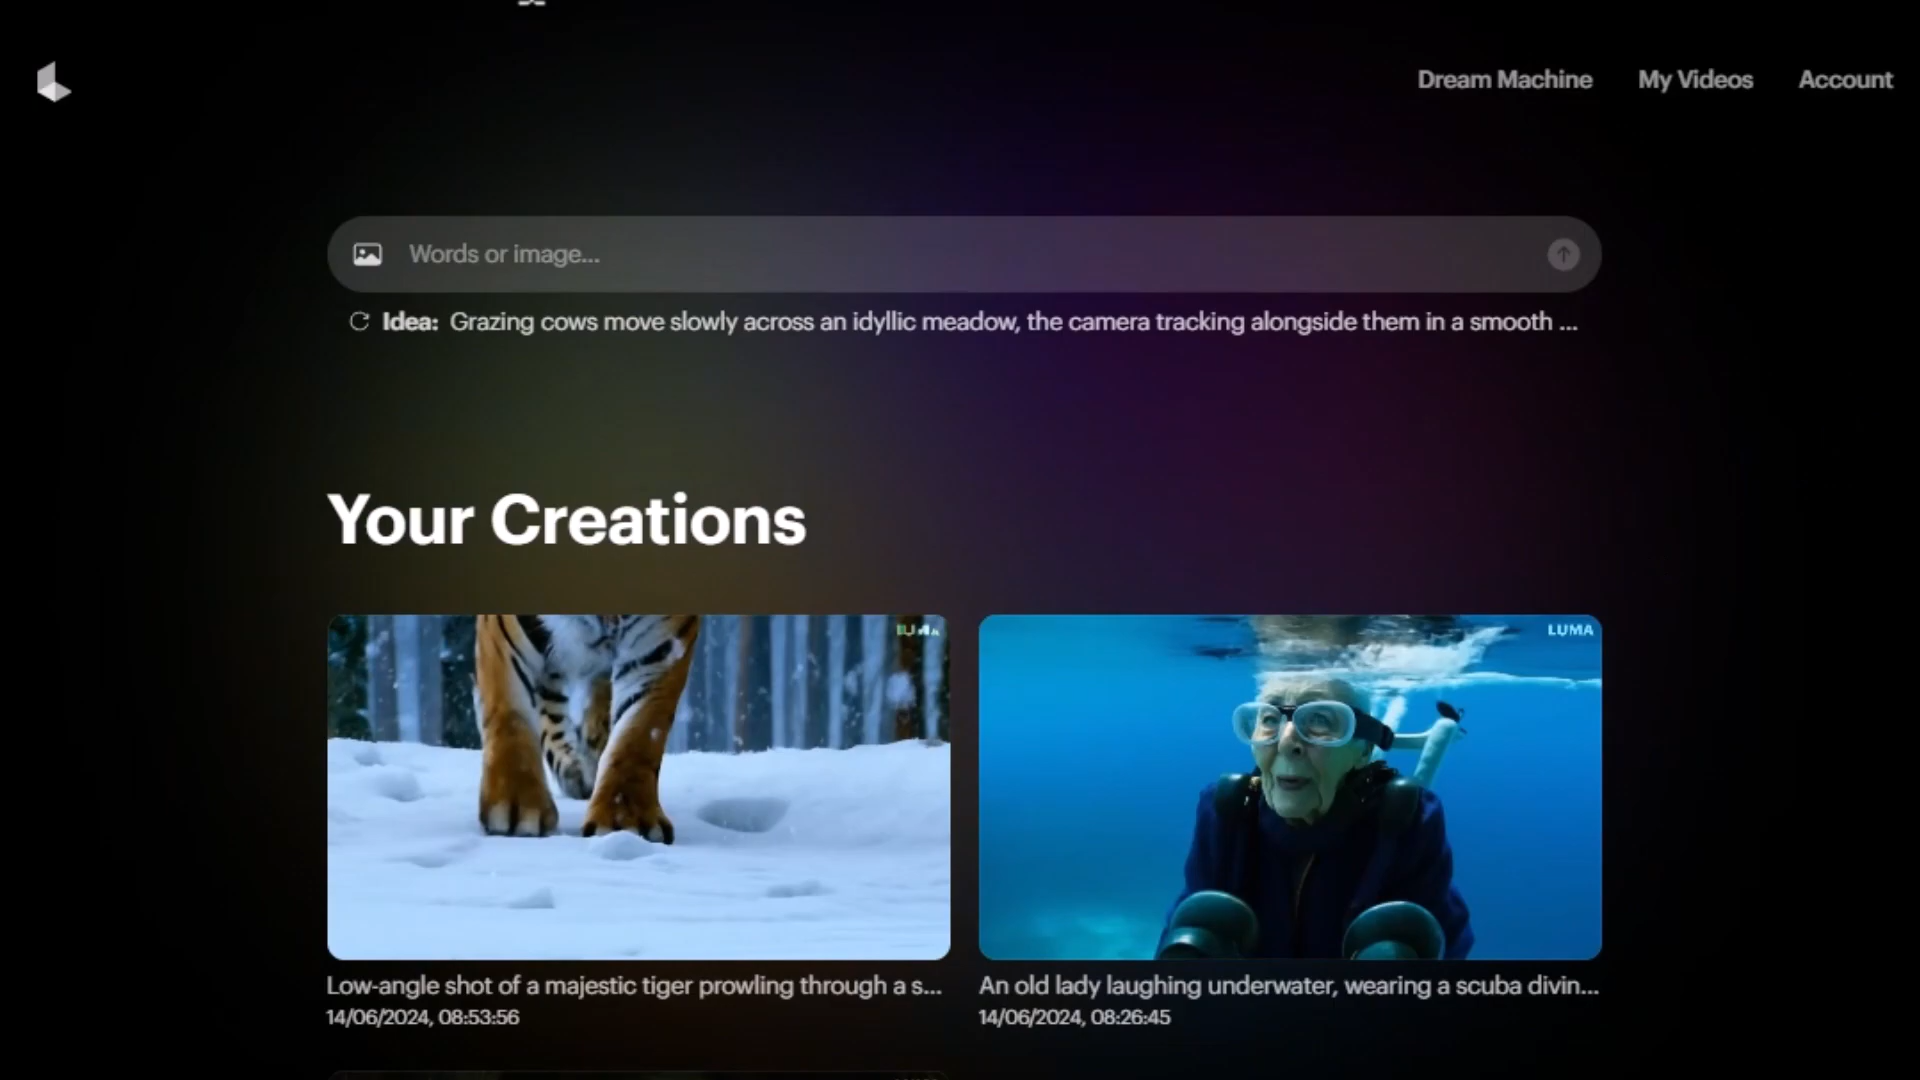 Dream Machine My Videos Account
Words or image...
Idea: Grazing cows move slowly across an idyllic meadow, the camera tracking alongside them in a smooth ...
Your Creations
LUMA
Low-angle shot of a majestic tiger prowling through a s...
14/06/2024, 08:53:56
An old lady laughing underwater, wearing a scuba divin...
14/06/2024, 08:26:45